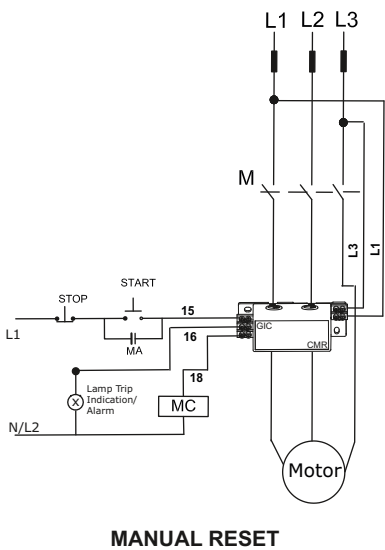 L1 L2 L3
M
L3
L1
START
STOP
15
GIC
L1
MA
16
CMR
18
Lamp Trip
Indication/
Alarm
X
MC
N/L2
Motor
MANUAL RESET